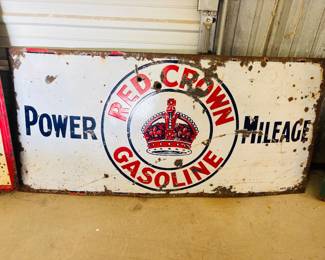 RED CROWN
POWER
MILEAGE
GASOLINE